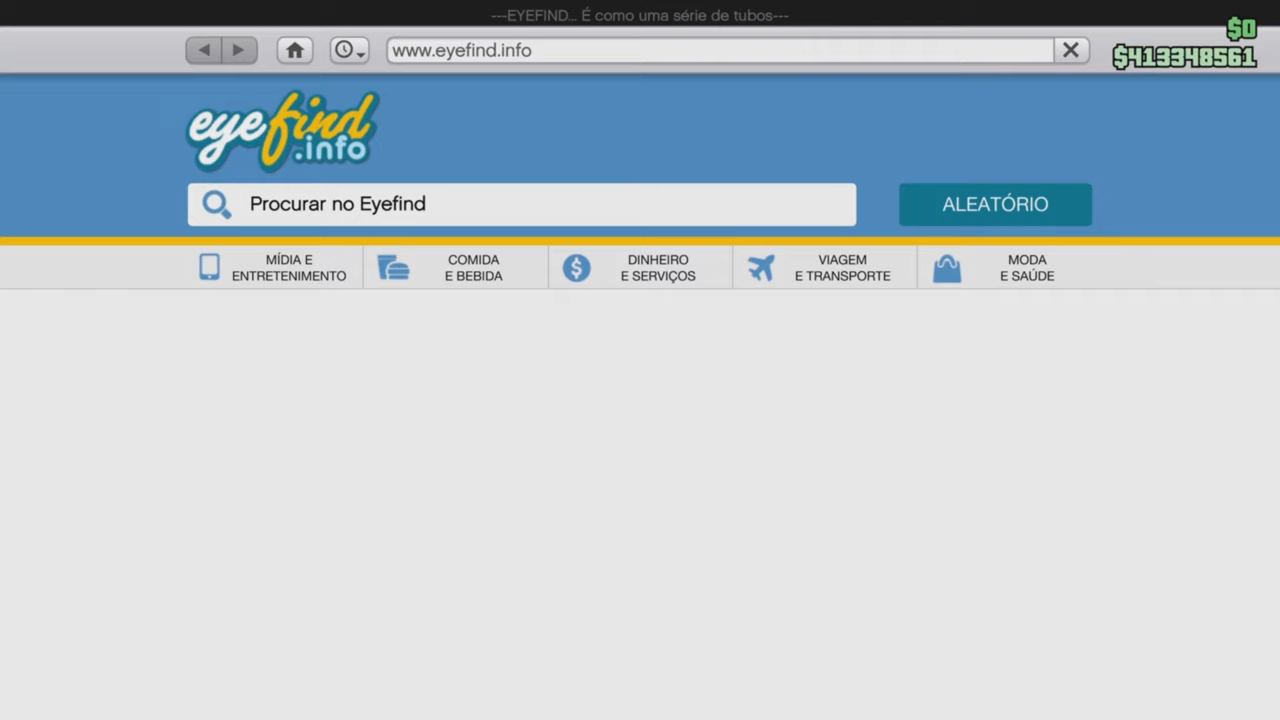 ---EYEFIND... É como uma série de tubos---
$0
www.eyefind.info
$413348561
eyefind
.info
Procurar no Eyefind
ALEATÓRIO
MÍDIA E
ENTRETENIMENTO
COMIDA
E BEBIDA
DINHEIRO
E SERVIÇOS
VIAGEM
E TRANSPORTE
MODA
E SAÚDE